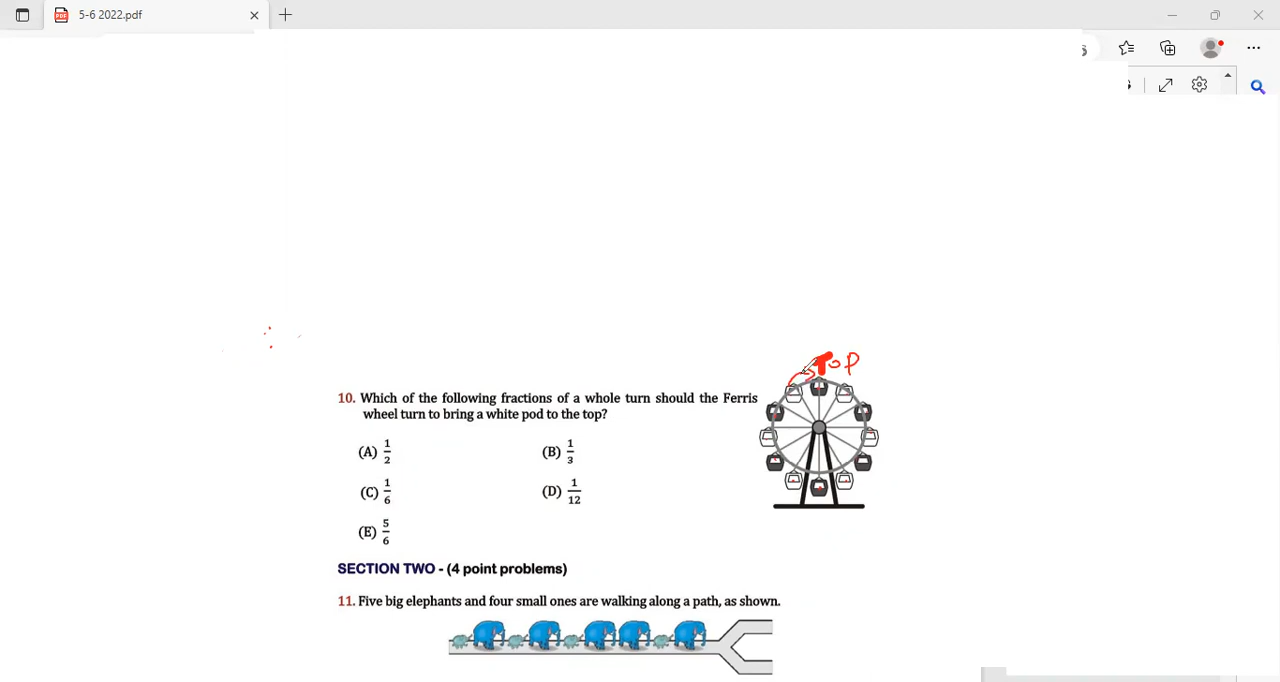 5-6 2022.pdf
TOP
10. Which of the following fractions of a whole turn should the Ferris
wheel turn to bring a white pod to the top?
(A) 1/2 (B) 1/3
(C) 1/6 (D) 1/12
(E) 5/6
SECTION TWO - (4 point problems)
11. Five big elephants and four small ones are walking along a path, as shown.